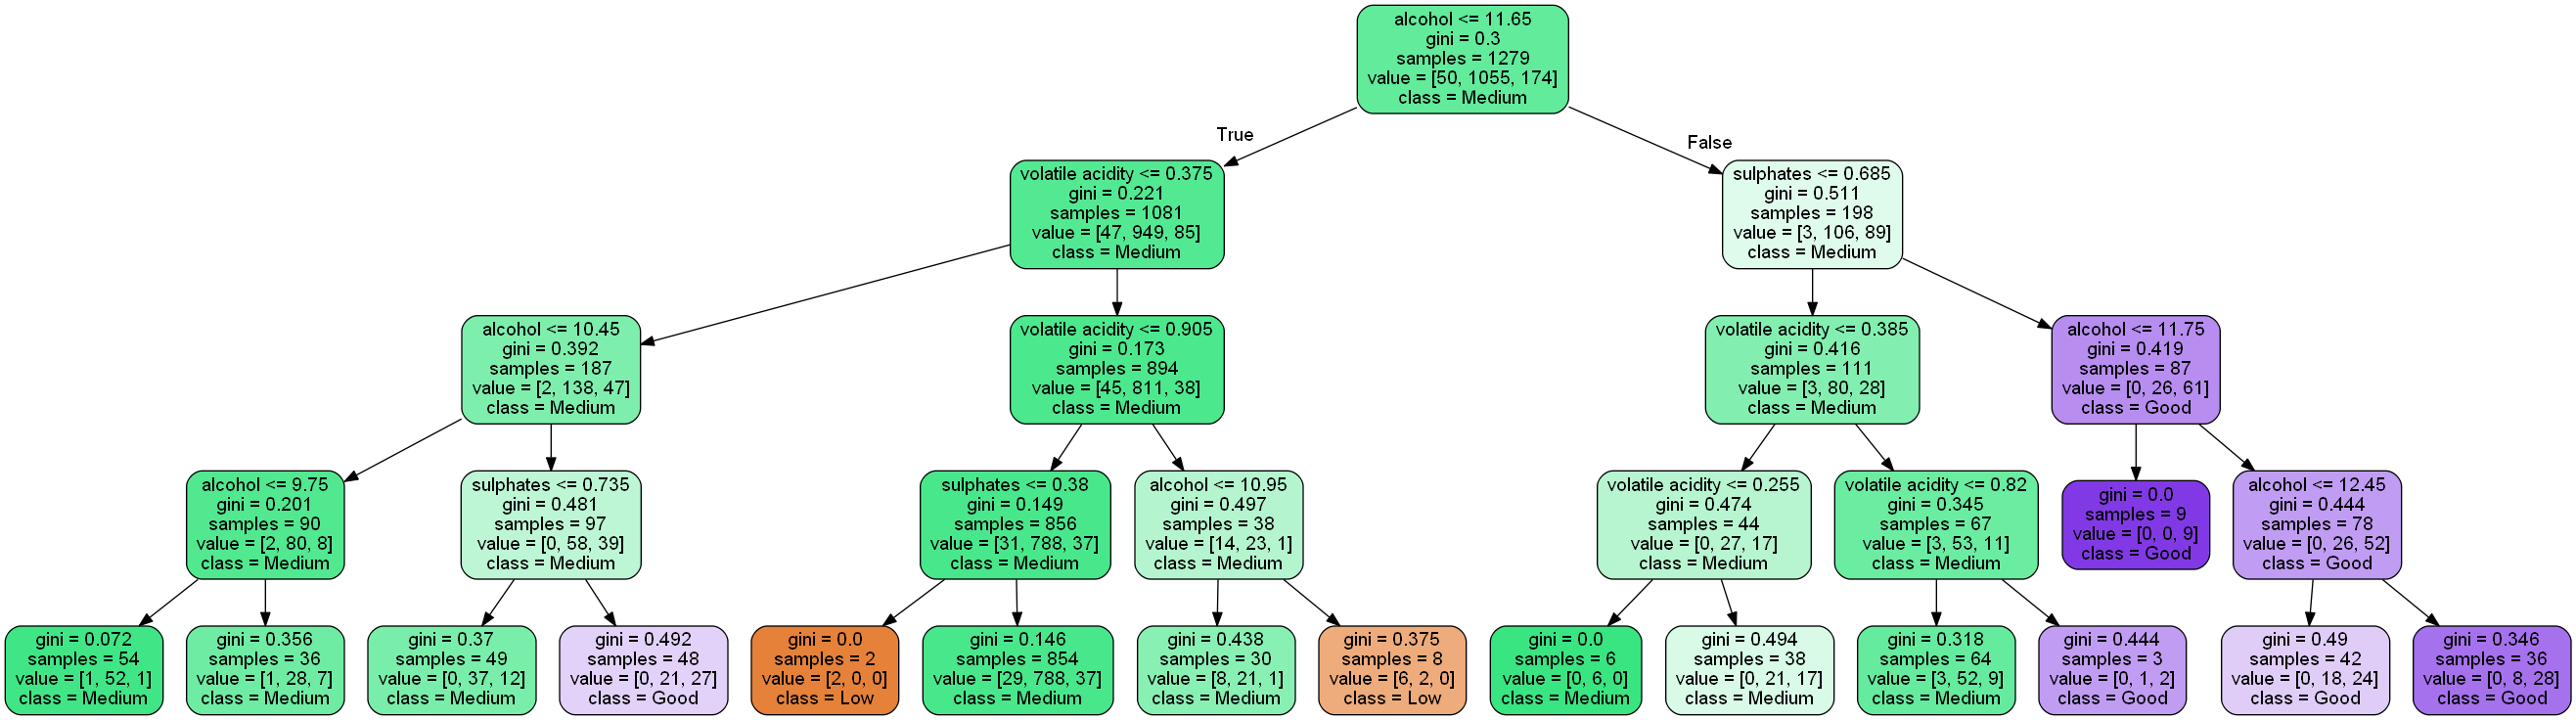 alcohol <= 11.65
gini = 0.3
samples = 1279
value = [50, 1055, 174]
class = Medium
True
False
volatile acidity <= 0.375
gini = 0.221
samples = 1081
value = [47, 949, 85]
class = Medium
sulphates <= 0.685
gini = 0.511
samples = 198
value = [3, 106, 89]
class = Medium
alcohol <= 10.45
gini = 0.392
samples = 187
value = [2, 138, 47]
class = Medium
volatile acidity <= 0.905
gini = 0.173
samples = 894
value = [45, 811, 38]
class = Medium
volatile acidity <= 0.385
gini = 0.416
samples = 111
value = [3, 80, 28]
class = Medium
alcohol <= 11.75
gini = 0.419
samples = 87
value = [0, 26, 61]
class = Good
alcohol <= 9.75
gini = 0.201
samples = 90
value = [2, 80, 8]
class = Medium
sulphates <= 0.735
gini = 0.481
samples = 97
value = [0, 58, 39]
class = Medium
sulphates <= 0.38
gini = 0.149
samples = 856
value = [31, 788, 37]
class = Medium
alcohol <= 10.95
gini = 0.497
samples = 38
value = [14, 23, 1]
class = Medium
volatile acidity <= 0.255
gini = 0.474
samples = 44
value = [0, 27, 17]
class = Medium
volatile acidity <= 0.82
gini = 0.345
samples = 67
value = [3, 53, 11]
class = Medium
gini = 0.0
samples = 9
value = [0, 0, 9]
class = Good
alcohol <= 12.45
gini = 0.444
samples = 78
value = [0, 26, 52]
class = Good
gini = 0.072
samples = 54
value = [1, 52, 1]
class = Medium
gini = 0.356
samples = 36
value = [1, 28, 7]
class = Medium
gini = 0.37
samples = 49
value = [0, 37, 12]
class = Medium
gini = 0.492
samples = 48
value = [0, 21, 27]
class = Good
gini = 0.0
samples = 2
value = [2, 0, 0]
class = Low
gini = 0.146
samples = 854
value = [29, 788, 37]
class = Medium
gini = 0.438
samples = 30
value = [8, 21, 1]
class = Medium
gini = 0.375
samples = 8
value = [6, 2, 0]
class = Low
gini = 0.0
samples = 6
value = [0, 6, 0]
class = Medium
gini = 0.494
samples = 38
value = [0, 21, 17]
class = Medium
gini = 0.318
samples = 64
value = [3, 52, 9]
class = Medium
gini = 0.444
samples = 3
value = [0, 1, 2]
class = Good
gini = 0.49
samples = 42
value = [0, 18, 24]
class = Good
gini = 0.346
samples = 36
value = [0, 8, 28]
class = Good